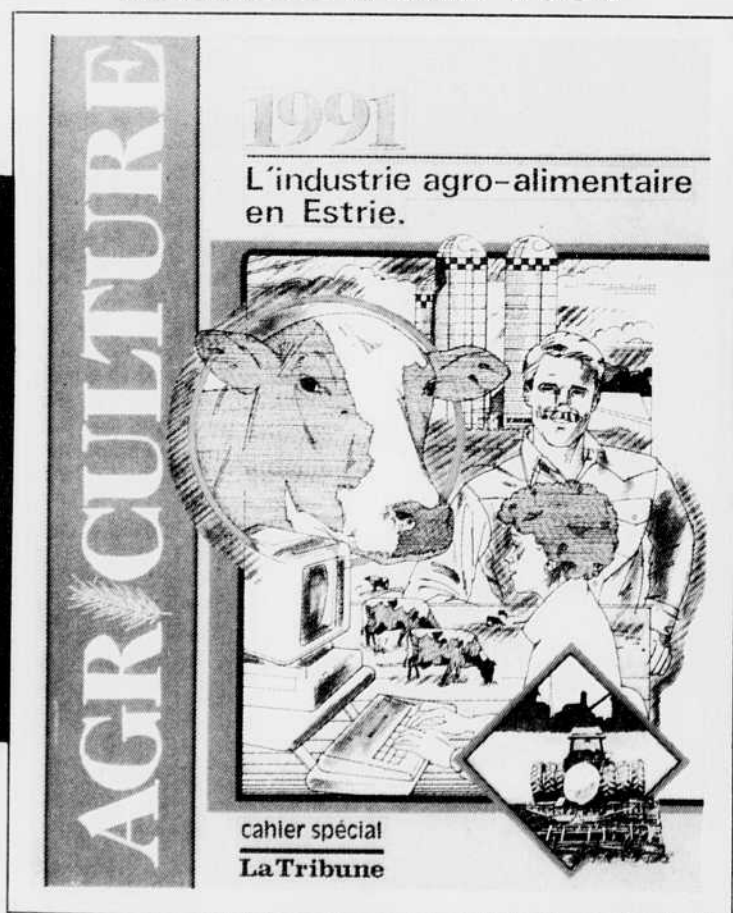 AGRICULTURE
1991
L'industrie agro-alimentaire
en Estrie.
cahier spécial
La Tribune